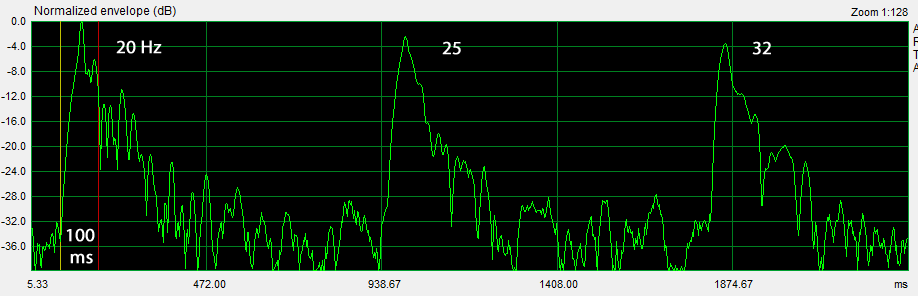 Normalized envelope (dB)
Zoom 1:128
0.0
-4.0
-8.0
-12.0
-16.0
-20.0
-24.0
-28.0
-32.0
-36.0
20 Hz
25
32
100
ms
A
R
T
A
5.33
472.00
938.67
1408.00
1874.67
ms